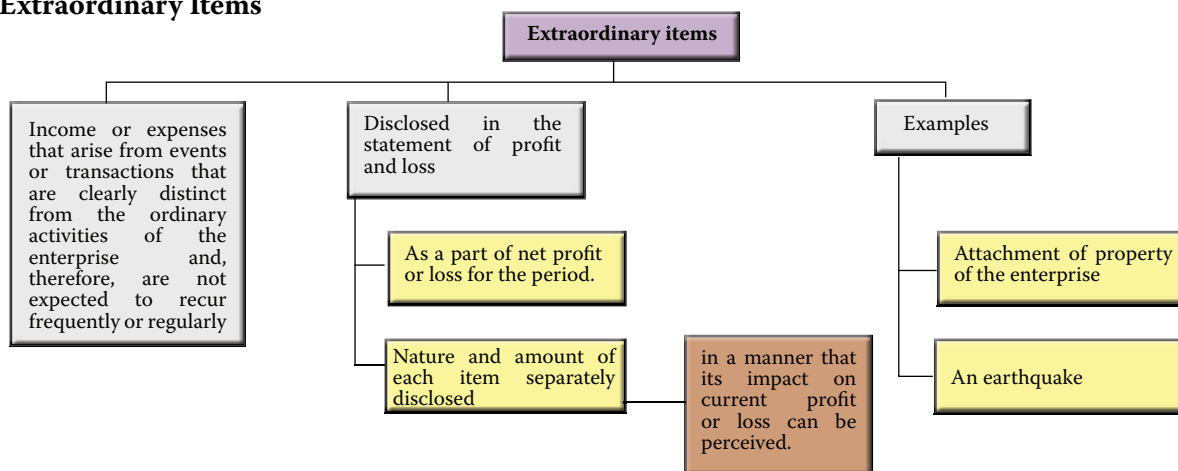 Extraordinary Items
Extraordinary items
Income or expenses
that arise from events
or transactions that
are clearly distinct
from the ordinary
activities of the
enterprise and,
therefore, are not
expected to recur
frequently or regularly
Disclosed in the
statement of profit
and loss
As a part of net profit
or loss for the period.
Nature and amount of
each item separately
disclosed
in a manner that
its impact on
current profit
or loss can be
perceived.
Examples
Attachment of property
of the enterprise
An earthquake